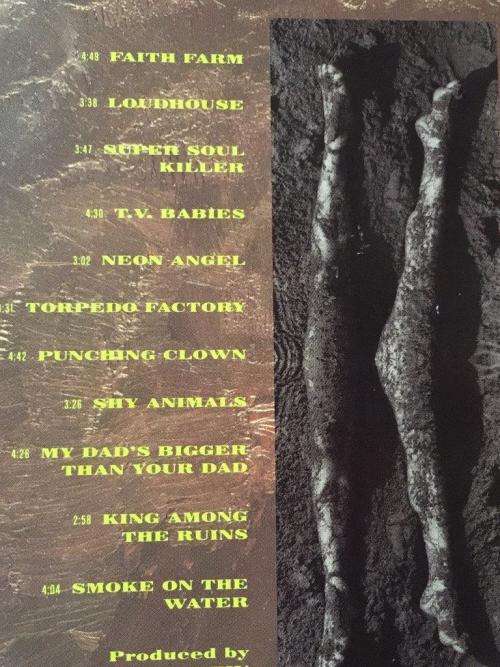 4:48 FAITH FARM
3:38 LOUDHOUSE
3:47 SUPER SOUL
KILLER
4:30 T.V. BABIES
3:02 NEON ANGEL
TORPEDO FACTORY
4:42 PUNCHING CLOWN
3:26 SHY ANIMALS
4:26 MY DAD'S BIGGER
THAN YOUR DAD
2:58 KING AMONG
THE RUINS
4:04 SMOKE ON THE
WATER
Produced by